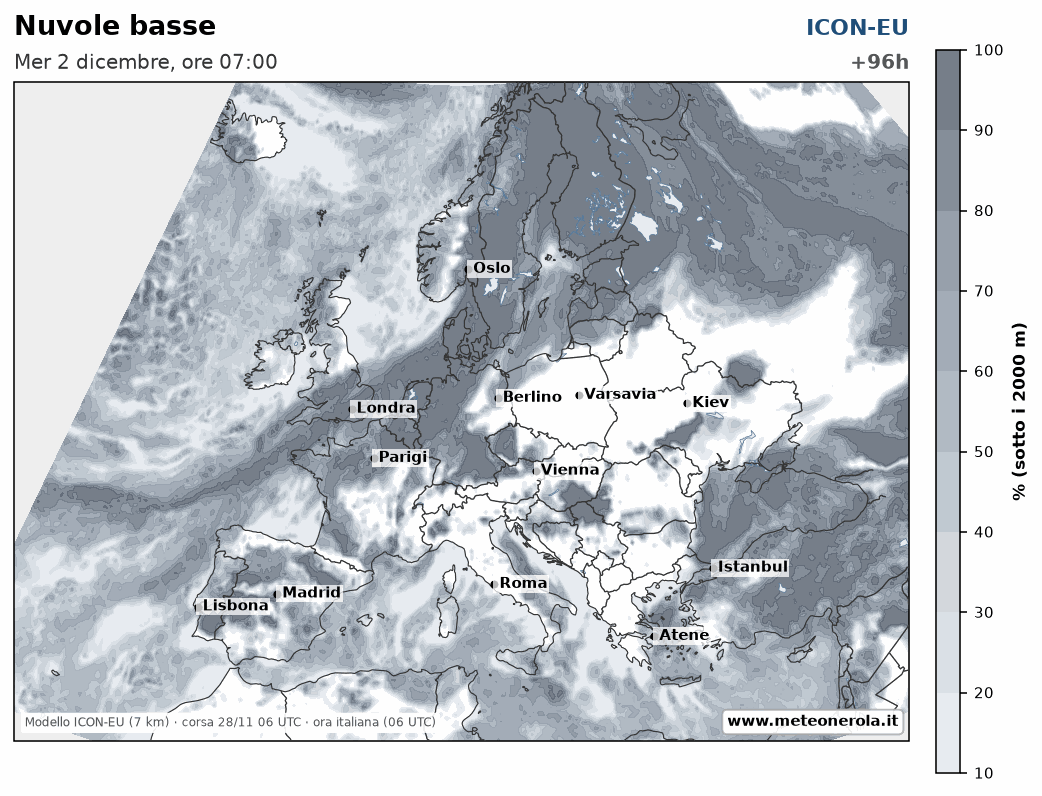 Nuvole basse
ICON-EU
Mer 2 dicembre, ore 07:00
+96h
Oslo
Londra
Berlino
Varsavia
Kiev
Parigi
Vienna
Istanbul
Roma
Madrid
Lisbona
Atene
Modello ICON-EU (7 km) · corsa 28/11 06 UTC · ora italiana (06 UTC)
www.meteonerola.it
100
90
80
70
60
50
40
30
20
10
% (sotto i 2000 m)